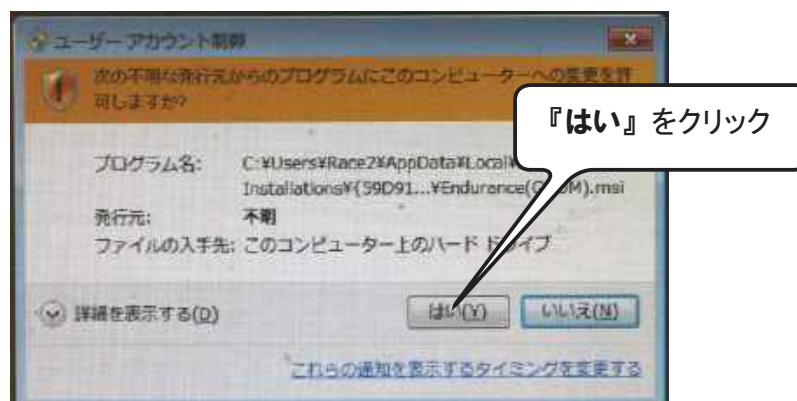 ユーザー アカウント制御
次の不明な発行元からのプログラムにこのコンピューターへの変更を許
可しますか?
『はい』をクリック
プログラム名: C:¥Users¥Race2¥AppData¥Local¥
Installations¥{59D91...¥Endurance(
M).msi
発行元: 不明
ファイルの入手先: このコンピューター上のハード ドライブ
詳細を表示する(D)
はい(Y)
いいえ(N)
これらの通知を表示するタイミングを変更する